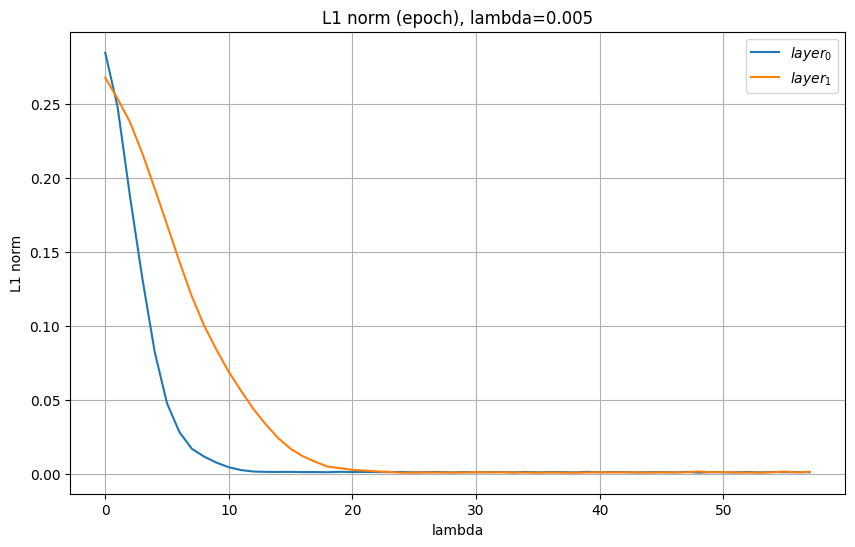 L1 norm (epoch), lambda=0.005
layer₀
layer₁
L1 norm
0.25
0.20
0.15
0.10
0.05
0.00
0 10 20 30 40 50
lambda